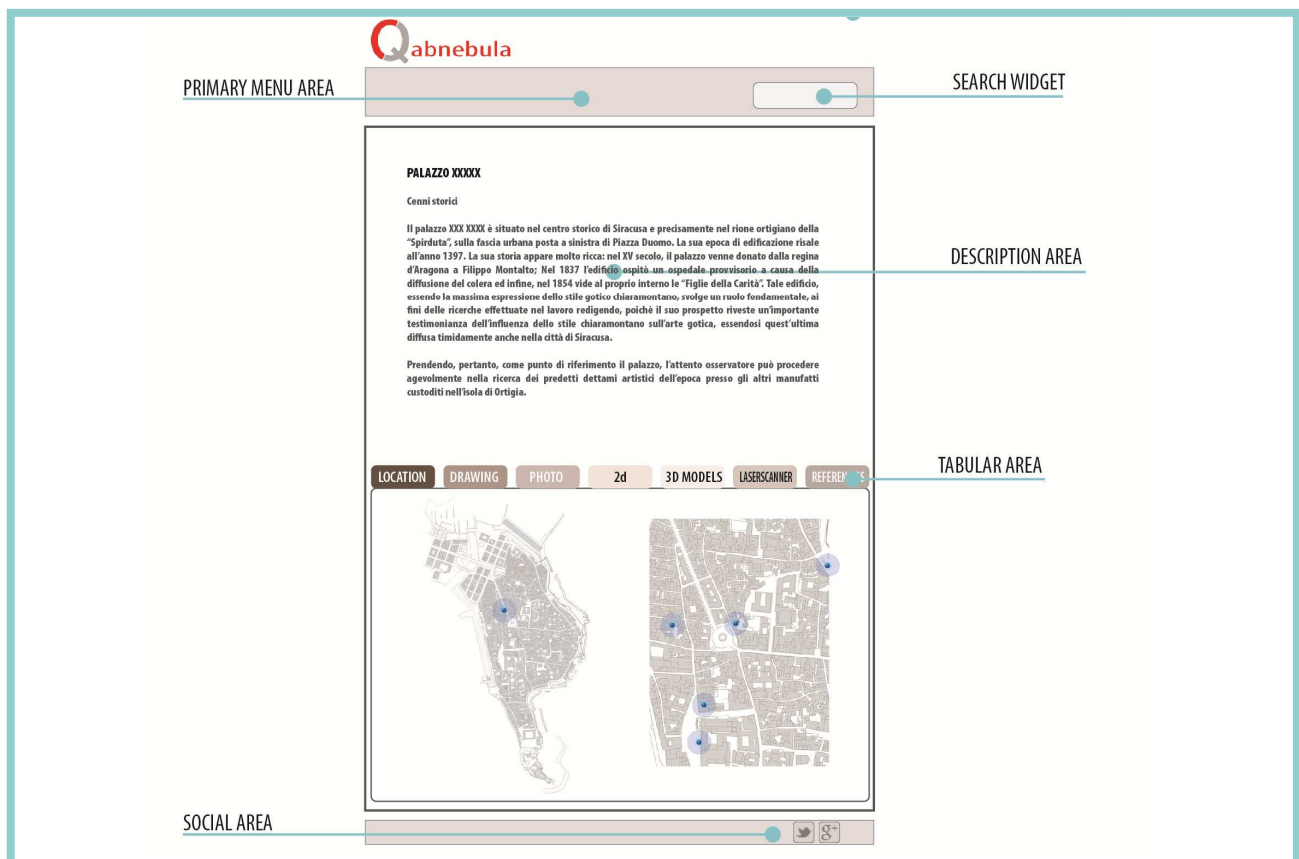 Qabnebula
PRIMARY MENU AREA
SEARCH WIDGET
PALAZZO XXXXX
Cenni storici
Il palazzo XXX XXXX è situato nel centro storico di Siracusa e precisamente nel rione ortigiano della
“Spirduta”, sulla fascia urbana posta a sinistra di Piazza Duomo. La sua epoca di edificazione risale
all’anno 1397. La sua storia appare molto ricca: nel XV secolo, il palazzo venne donato dalla regina
d’Aragona a Filippo Montalto; Nel 1837 l’edificio ospitò un ospedale provvisorio a causa della
diffusione del colera ed infine, nel 1854 vide al proprio interno le “Figlie della Carità”. Tale edificio,
essendo la massima espressione dello stile gotico chiaramontano, svolge un ruolo fondamentale, ai
fini delle ricerche effettuate nel lavoro redigendo, poichè il suo prospetto riveste un’importante
testimonianza dell’influenza dello stile chiaramontano sull’arte gotica, essendosi quest’ultima
diffusa timidamente anche nella città di Siracusa.
Prendendo, pertanto, come punto di riferimento il palazzo, l’attento osservatore può procedere
agevolmente nella ricerca dei predetti dettami artistici dell’epoca presso gli altri manufatti
custoditi nell’isola di Ortigia.
DESCRIPTION AREA
TABULAR AREA
LOCATION DRAWING PHOTO 2d 3D MODELS LASERSCANNER REFERENCES
SOCIAL AREA
g+